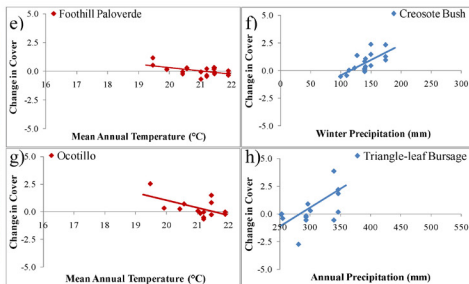 e) Foothill Paloverde
Change in Cover
5.0
2.5
0.0
-2.5
-5.0
16 17 18 19 20 21 22
Mean Annual Temperature (°C)
f) Creosote Bush
Change in Cover
5.0
2.5
0.0
-2.5
-5.0
0 50 100 150 200 250 300
Winter Precipitation (mm)
g) Ocotillo
Change in Cover
5.0
2.5
0.0
-2.5
-5.0
16 17 18 19 20 21 22
Mean Annual Temperature (°C)
h) Triangle-leaf Bursage
Change in Cover
5.0
2.5
0.0
-2.5
-5.0
250 300 350 400 450 500 550
Annual Precipitation (mm)